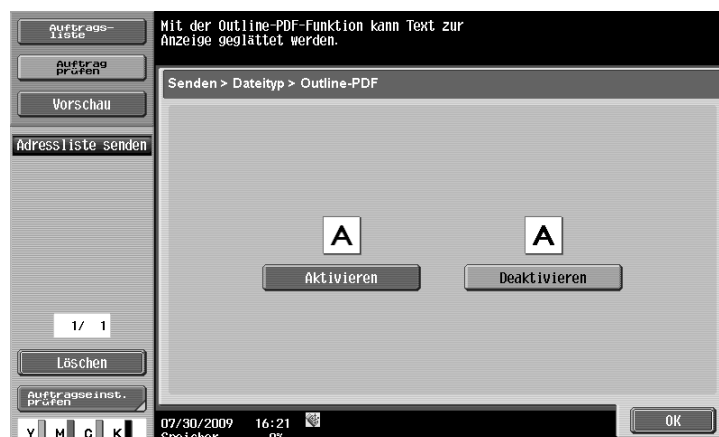 Auftrags-
liste
Auftrag
prüfen
Vorschau
Adressliste senden
1/ 1
Löschen
Auftragseinst.
prüfen
Y M C K
Mit der Outline-PDF-Funktion kann Text zur
Anzeige geglättet werden.
Senden > Dateityp > Outline-PDF
A A
Aktivieren Deaktivieren
07/30/2009 16:21
Speicher 0%
OK